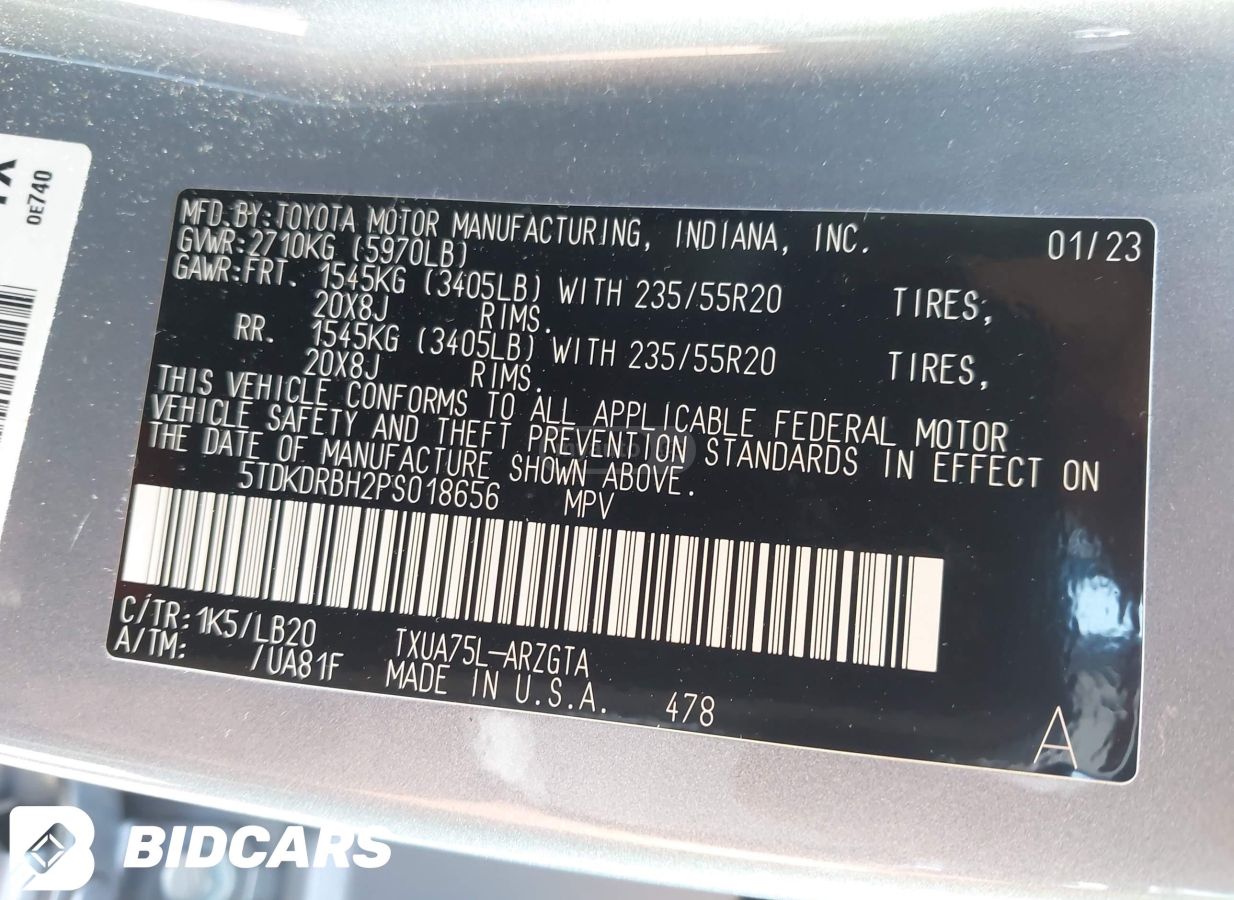 0E740
MFD.BY:TOYOTA MOTOR MANUFACTURING, INDIANA, INC. 01/23
GVWR:2710KG (5970LB)
GAWR:FRT. 1545KG (3405LB) WITH 235/55R20 TIRES;
20X8J RIMS.
RR. 1545KG (3405LB) WITH 235/55R20 TIRES,
20X8J RIMS.
THIS VEHICLE CONFORMS TO ALL APPLICABLE FEDERAL MOTOR
VEHICLE SAFETY AND THEFT PREVENTION STANDARDS IN EFFECT ON
THE DATE OF MANUFACTURE SHOWN ABOVE.
5TDKDRBH2PS018656 MPV
C/TR:1K5/LB20 TXUA75L-ARZGTA
A/TM: /UA81F MADE IN U.S.A. 478
A
BIDCARS